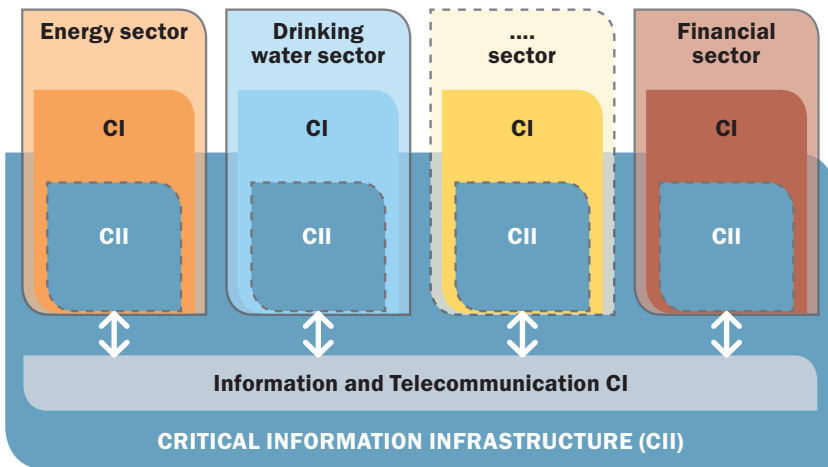 Energy sector
Drinking
water sector
....
sector
Financial
sector
CI
CI
CI
CI
CII
CII
CII
CII
Information and Telecommunication CI
CRITICAL INFORMATION INFRASTRUCTURE (CII)